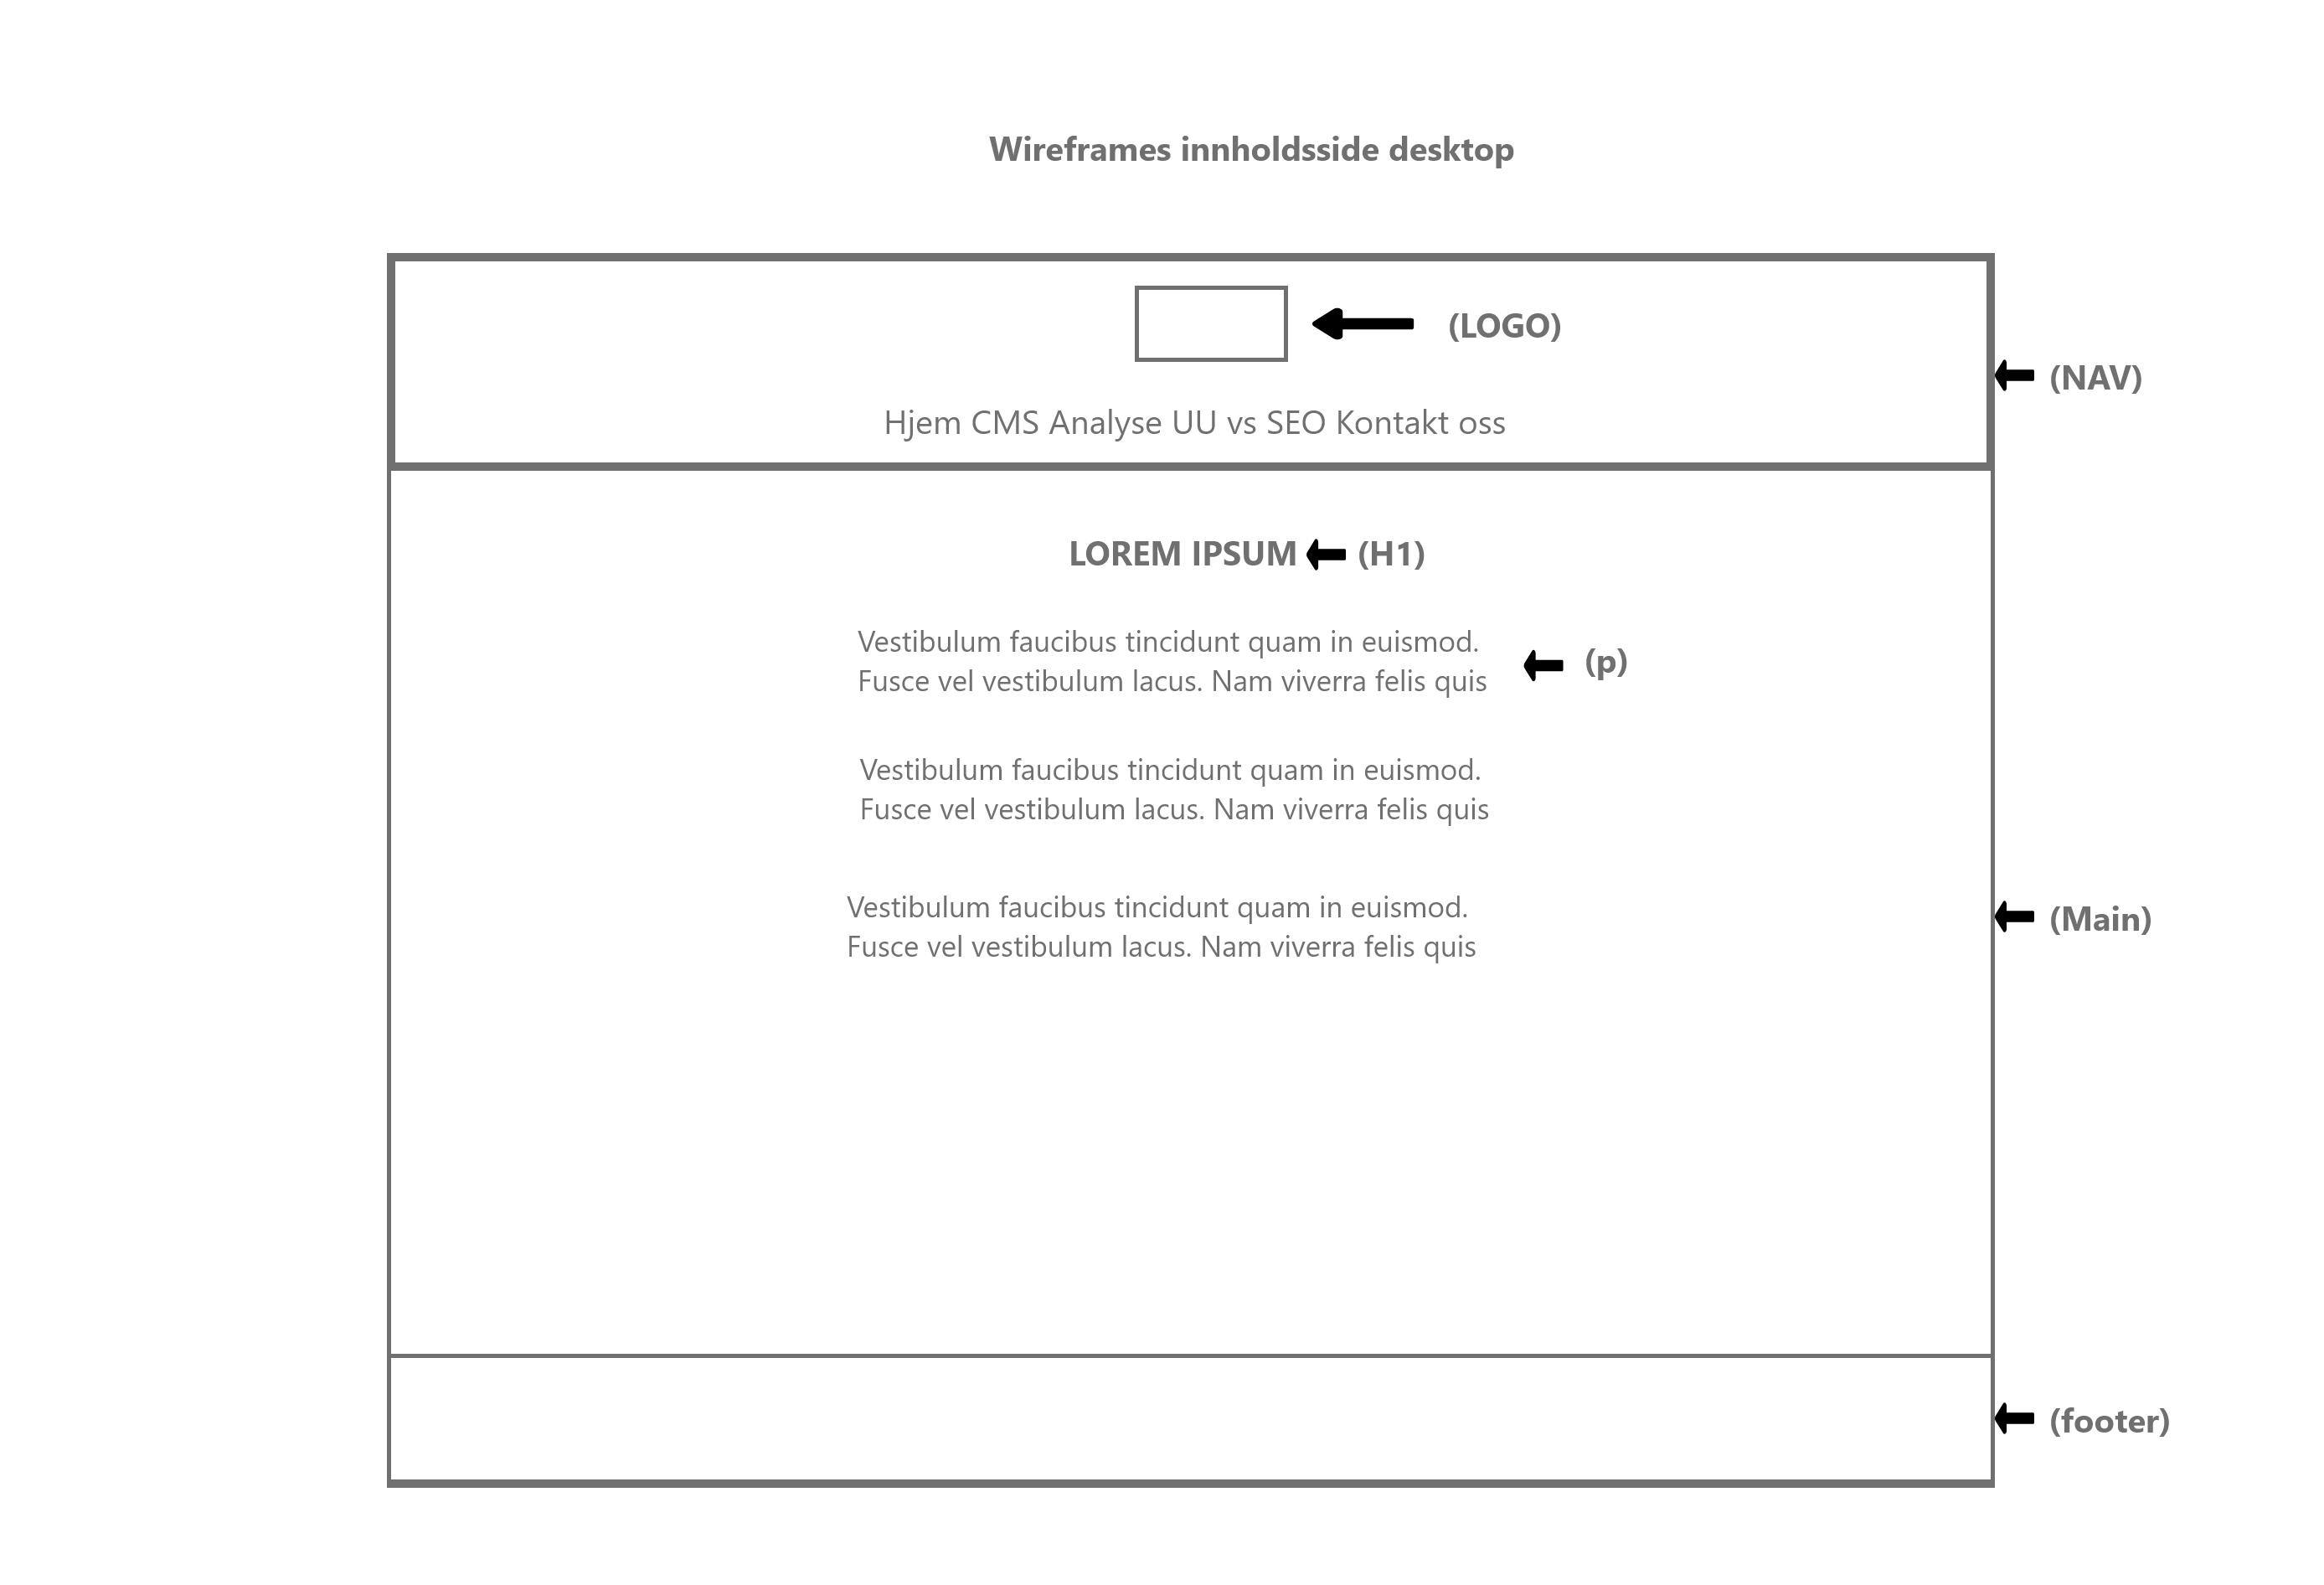 Wireframes innholdsside desktop
(LOGO)
(NAV)
Hjem CMS Analyse UU vs SEO Kontakt oss
LOREM IPSUM (H1)
Vestibulum faucibus tincidunt quam in euismod.
Fusce vel vestibulum lacus. Nam viverra felis quis
(p)
Vestibulum faucibus tincidunt quam in euismod.
Fusce vel vestibulum lacus. Nam viverra felis quis
Vestibulum faucibus tincidunt quam in euismod.
Fusce vel vestibulum lacus. Nam viverra felis quis
(Main)
(footer)